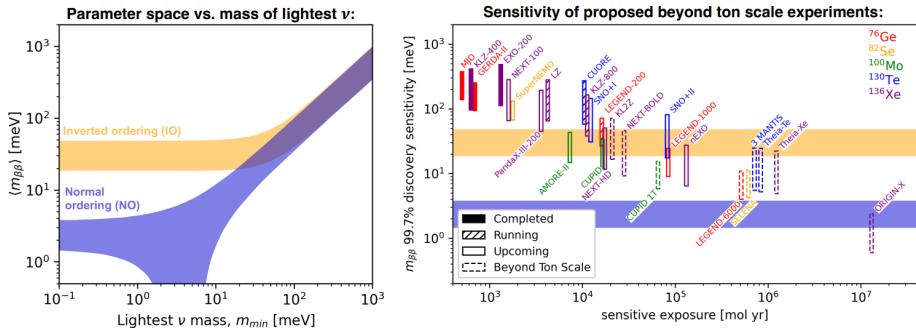 Parameter space vs. mass of lightest ν:
10³
10²
10¹
10⁰
⟨mββ⟩ [meV]
Inverted ordering (IO)
Normal
ordering (NO)
10⁻¹
10⁰
10¹
10²
10³
Lightest ν mass, mmin [meV]
Sensitivity of proposed beyond ton scale experiments:
10³
10²
10¹
10⁰
mββ 99.7% discovery sensitivity [meV]
MJD
KLZ-400
GERDA-II
EXO-200
NEXT-100
SuperNEMO
PandaX-III-200
LZ
AMORE-II
CUORE
KLZ-800
SNO+I
LEGEND-200
CUPID
NEXT-HD
KL2Z
NEXT-BOLD
CUPID 1T
SNO+II
LEGEND-1000
nEXO
LEGEND-6000
SELENA
3 MANTIS
Theia-Te
Theia-Xe
ORIGIN-X
⁷⁶Ge
⁸²Se
¹⁰⁰Mo
¹³⁰Te
¹³⁶Xe
Completed
Running
Upcoming
Beyond Ton Scale
10³
10⁴
10⁵
10⁶
10⁷
sensitive exposure [mol yr]